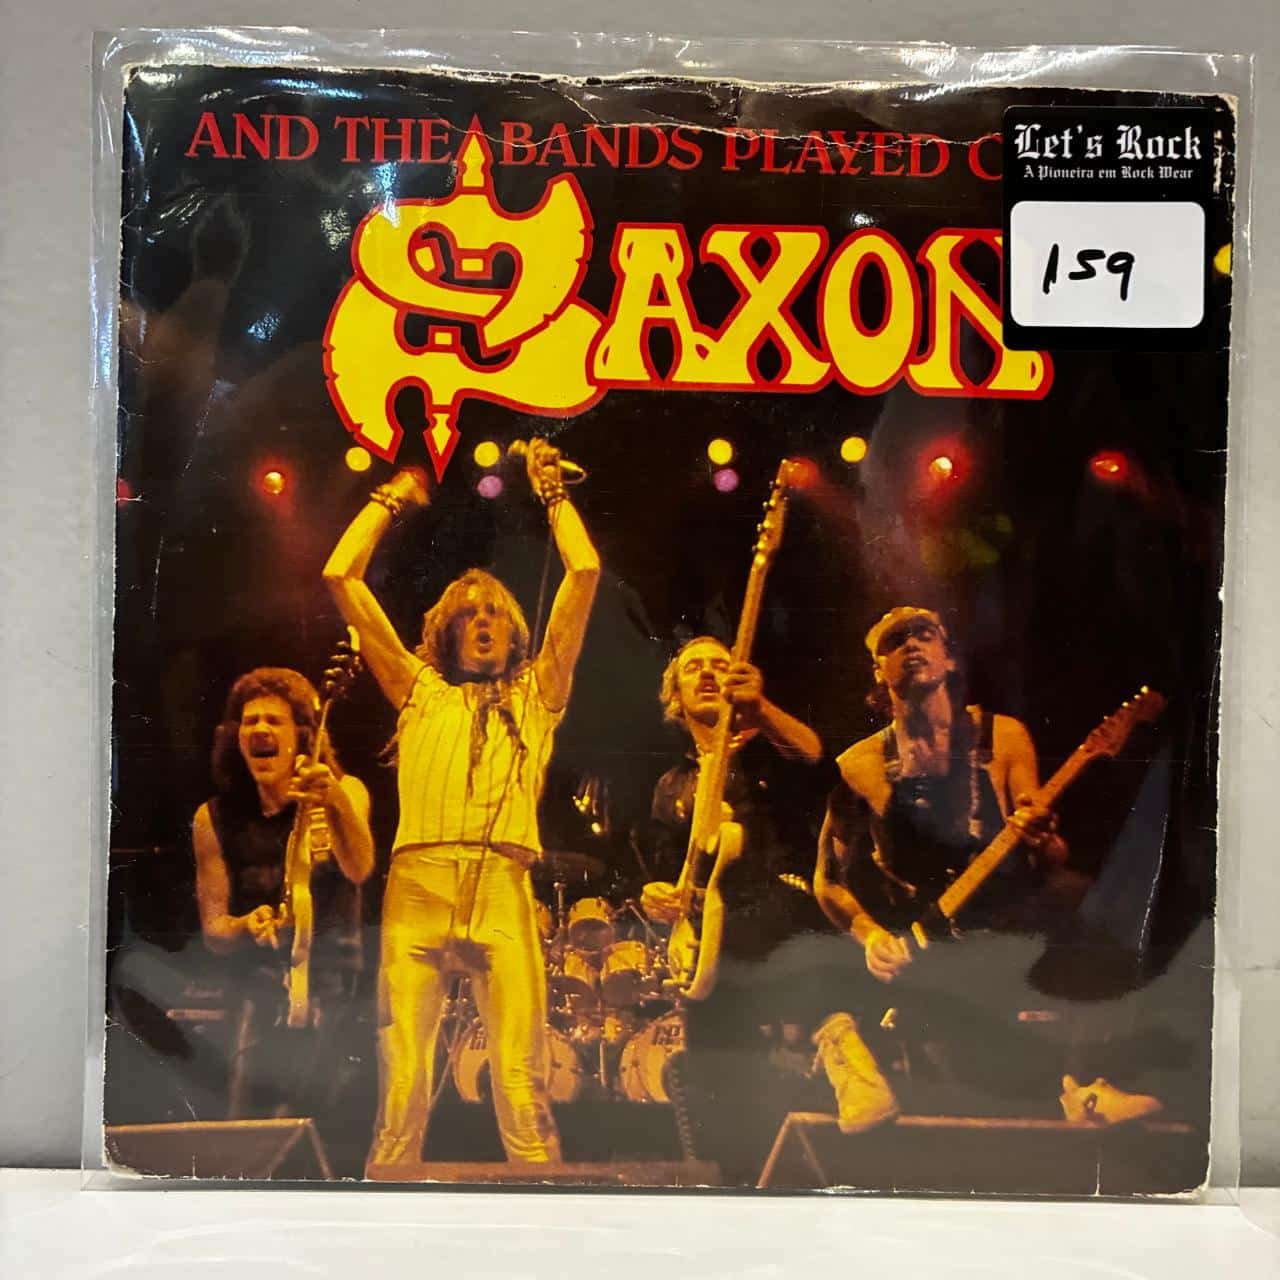 AND THE BANDS PLAYED
SAXON
Let's Rock
A Pioneira em Rock Wear
159